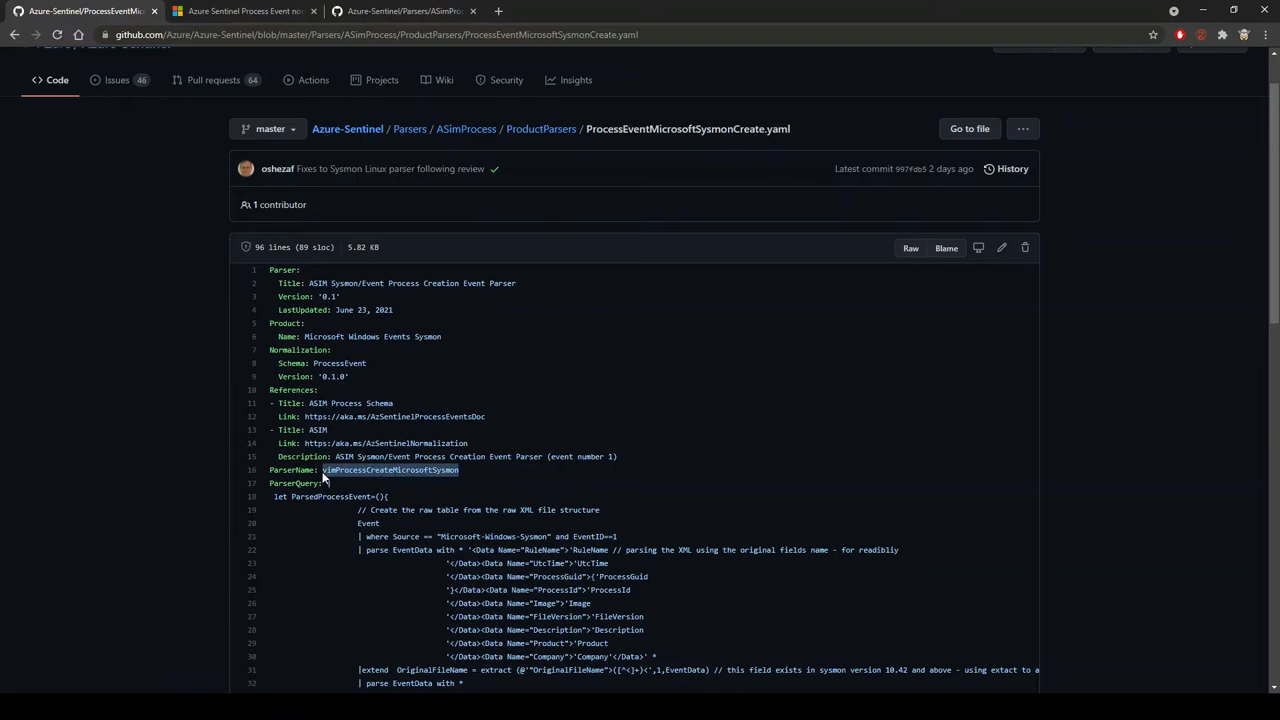 Azure-Sentinel/ProcessEventMicr
Azure Sentinel Process Event nor
Azure-Sentinel/Parsers/ASimProc
github.com/Azure/Azure-Sentinel/blob/master/Parsers/ASimProcess/ProductParsers/ProcessEventMicrosoftSysmonCreate.yaml
Code Issues 46 Pull requests 64 Actions Projects Wiki Security Insights
master Azure-Sentinel / Parsers / ASimProcess / ProductParsers / ProcessEventMicrosoftSysmonCreate.yaml Go to file ...
oshezaf Fixes to Sysmon Linux parser following review Latest commit 997fdb5 2 days ago History
1 contributor
96 lines (89 sloc) 5.82 KB Raw Blame
1 Parser:
2 Title: ASIM Sysmon/Event Process Creation Event Parser
3 Version: '0.1'
4 LastUpdated: June 23, 2021
5 Product:
6 Name: Microsoft Windows Events Sysmon
7 Normalization:
8 Schema: ProcessEvent
9 Version: '0.1.0'
10 References:
11 - Title: ASIM Process Schema
12 Link: https://aka.ms/AzSentinelProcessEventsDoc
13 - Title: ASIM
14 Link: https:/aka.ms/AzSentinelNormalization
15 Description: ASIM Sysmon/Event Process Creation Event Parser (event number 1)
16 ParserName: vimProcessCreateMicrosoftSysmon
17 ParserQuery: |
18 let ParsedProcessEvent=(){
19 // Create the raw table from the raw XML file structure
20 Event
21 | where Source == "Microsoft-Windows-Sysmon" and EventID==1
22 | parse EventData with * '<Data Name="RuleName">'RuleName // parsing the XML using the original fields name - for readibliy
23 '</Data><Data Name="UtcTime">'UtcTime
24 '</Data><Data Name="ProcessGuid">{'ProcessGuid
25 '}</Data><Data Name="ProcessId">'ProcessId
26 '</Data><Data Name="Image">'Image
27 '</Data><Data Name="FileVersion">'FileVersion
28 '</Data><Data Name="Description">'Description
29 '</Data><Data Name="Product">'Product
30 '</Data><Data Name="Company">'Company'</Data>' *
31 |extend OriginalFileName = extract (@'"OriginalFileName">([^<]+)<',1,EventData) // this field exists in sysmon version 10.42 and above - using extact to a
32 | parse EventData with *